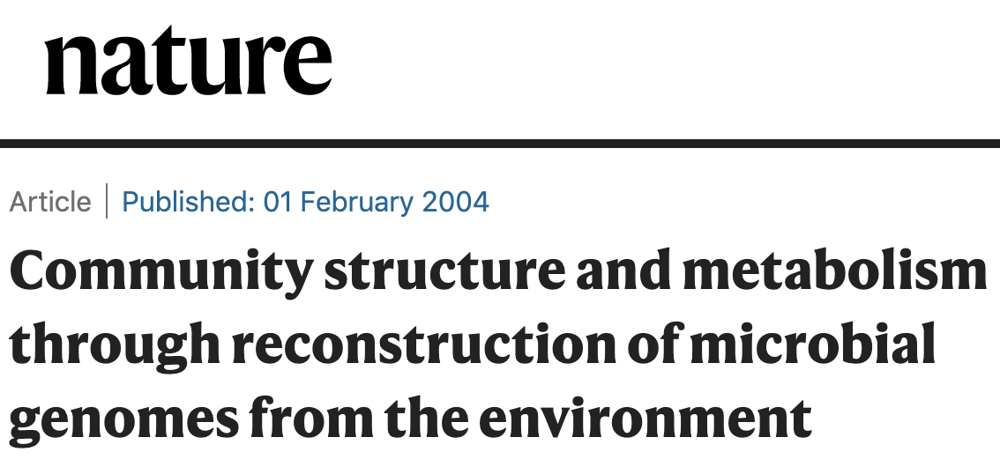 nature
Article | Published: 01 February 2004
Community structure and metabolism
through reconstruction of microbial
genomes from the environment